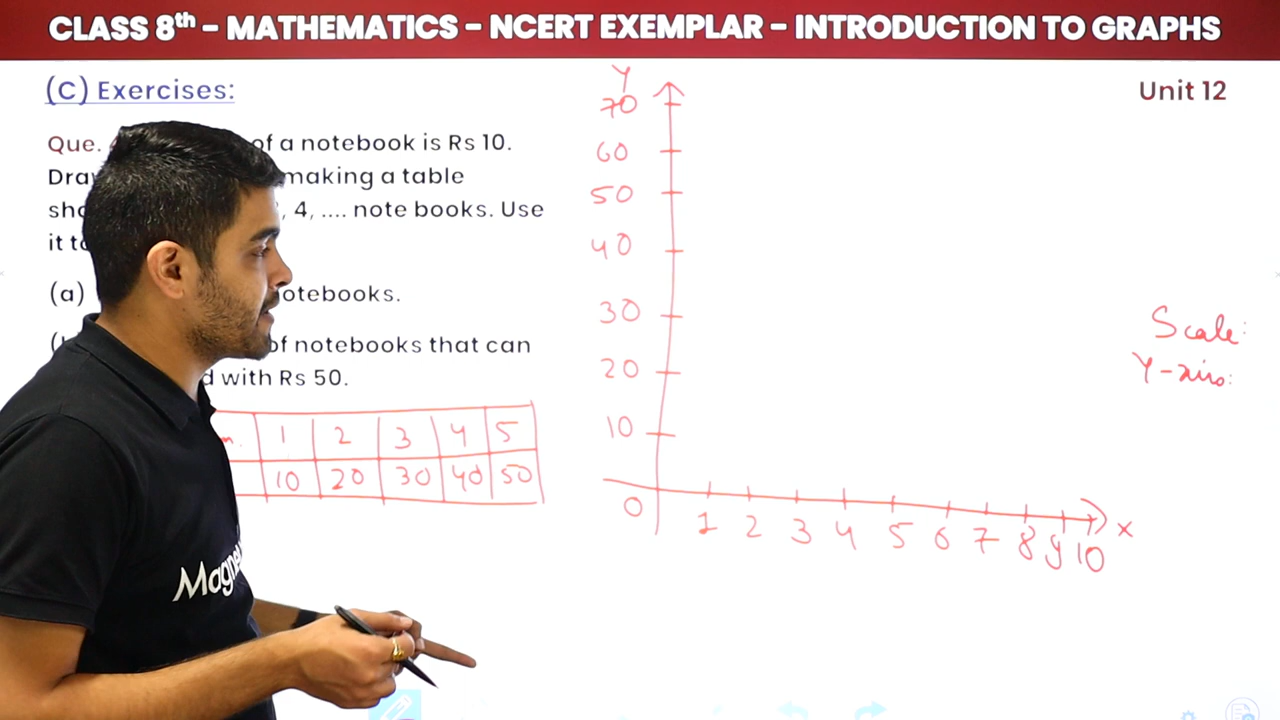 CLASS 8th - MATHEMATICS - NCERT EXEMPLAR - INTRODUCTION TO GRAPHS
(C) Exercises:
Unit 12
Que. of a notebook is Rs 10.
making a table
, 4, .... note books. Use
it
(a) otebooks.
of notebooks that can
d with Rs 50.
1 2 3 4 5
10 20 30 40 50
Y
70
60
50
40
30
20
10
0
1 2 3 4 5 6 7 8 9 10 X
Scale:
Y-axis: